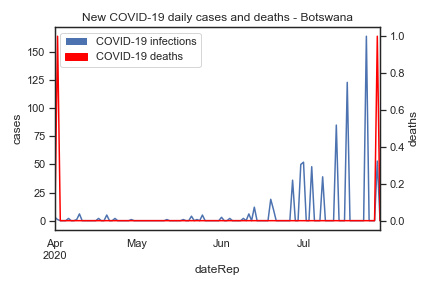 New COVID-19 daily cases and deaths - Botswana
COVID-19 infections
COVID-19 deaths
cases
150
125
100
75
50
25
0
deaths
1.0
0.8
0.6
0.4
0.2
0.0
Apr
2020
May
Jun
Jul
dateRep